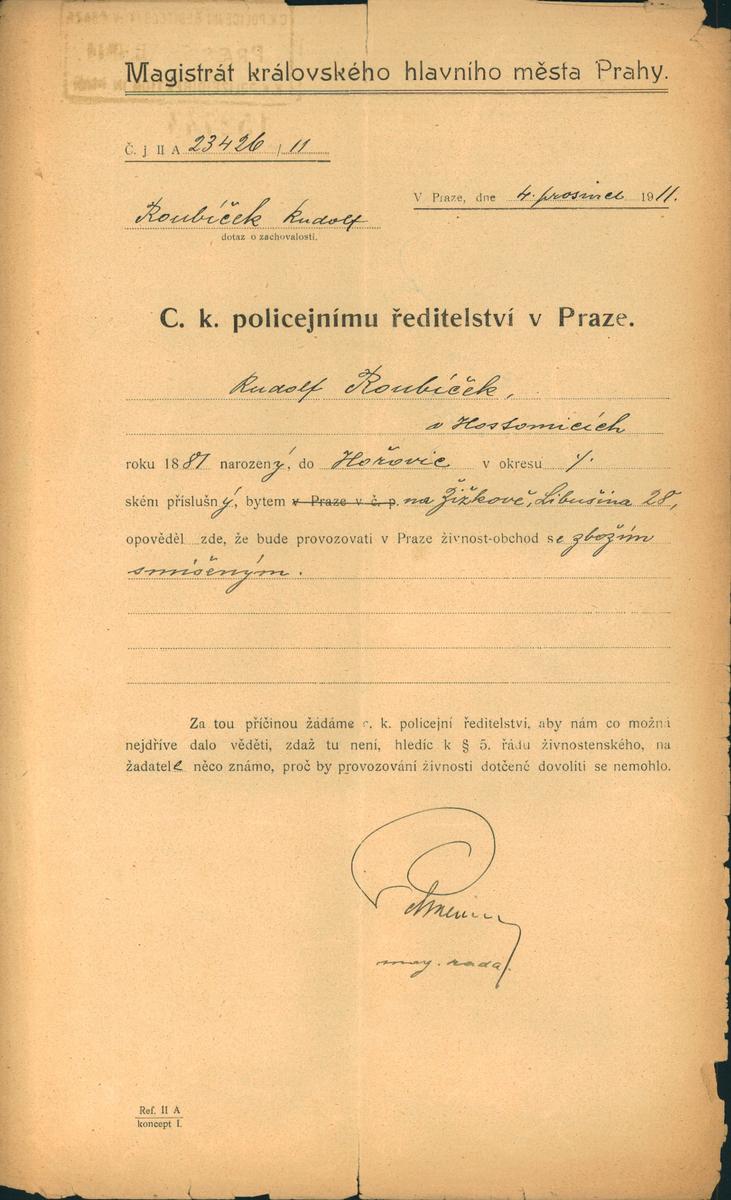 Magistrát královského hlavního města Prahy.
Č. j II A 23426/11
V Praze, dne 4. prosince 1911.
Roubíček Rudolf
dotaz o zachovalosti.
C. k. policejnímu ředitelství v Praze.
Rudolf Roubíček,
v Hostomicích
roku 1881 narozený, do Hořovic v okresu
ském příslušný, bytem v Praze v č. p. na Žižkově, Libušina 28,
opověděl zde, že bude provozovati v Praze živnost-obchod se zbožím
smíšeným.
Za tou příčinou žádáme c. k. policejní ředitelství, aby nám co možná
nejdříve dalo věděti, zdaž tu není, hledíc k § 5. řádu živnostenského, na
žadatele něco známo, proč by provozování živnosti dotčené dovoliti se nemohlo.
mag. rada.
Ref. II A
koncept I.